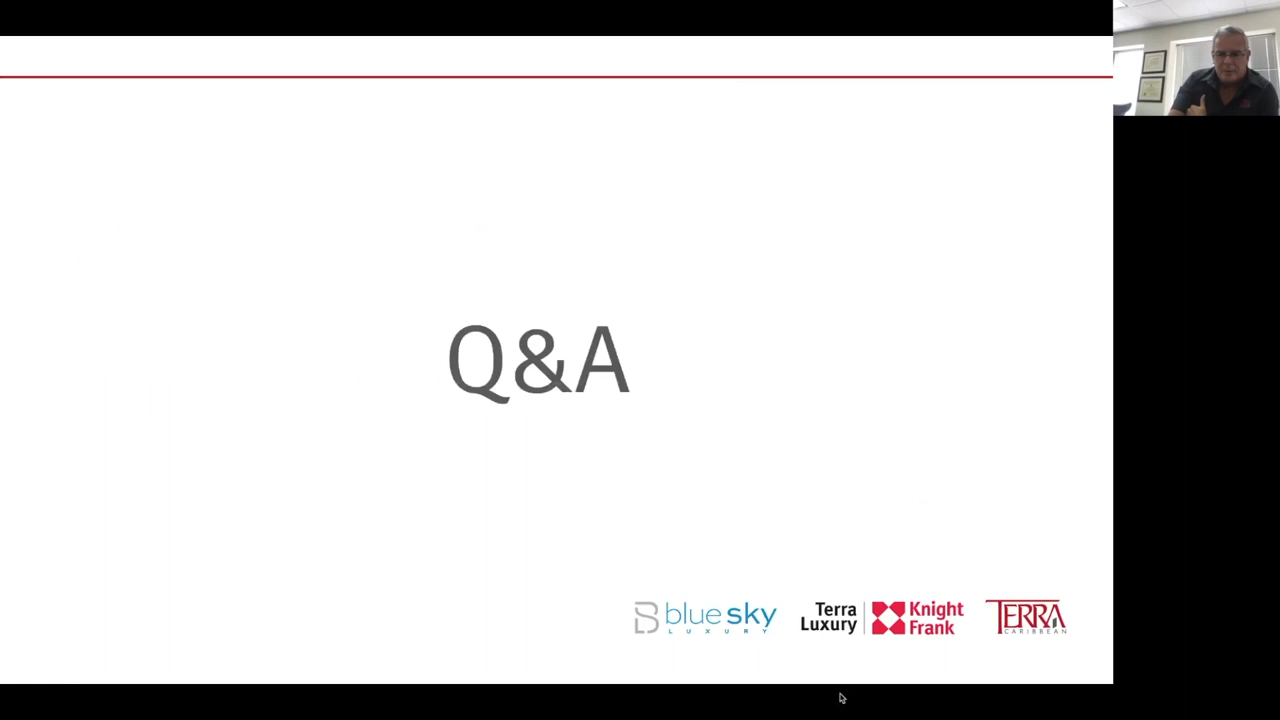 Q&A
blue sky
LUXURY
Terra
Luxury
Knight
Frank
TERRA
CARIBBEAN